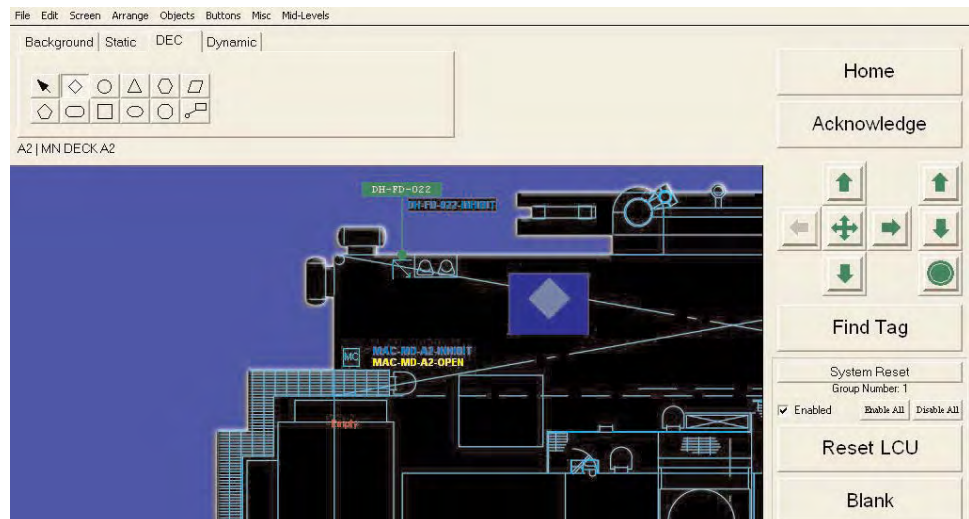 File Edit Screen Arrange Objects Buttons Misc Mid-Levels
Background Static DEC Dynamic
A2 | MN DECK A2
DH-FD-022
DH-FD-022-INHIBIT
MC
MAC-MD-A2-INHIBIT
MAC-MD-A2-OPEN
Empty
Home
Acknowledge
Find Tag
System Reset
Group Number: 1
Enabled Enable All Disable All
Reset LCU
Blank